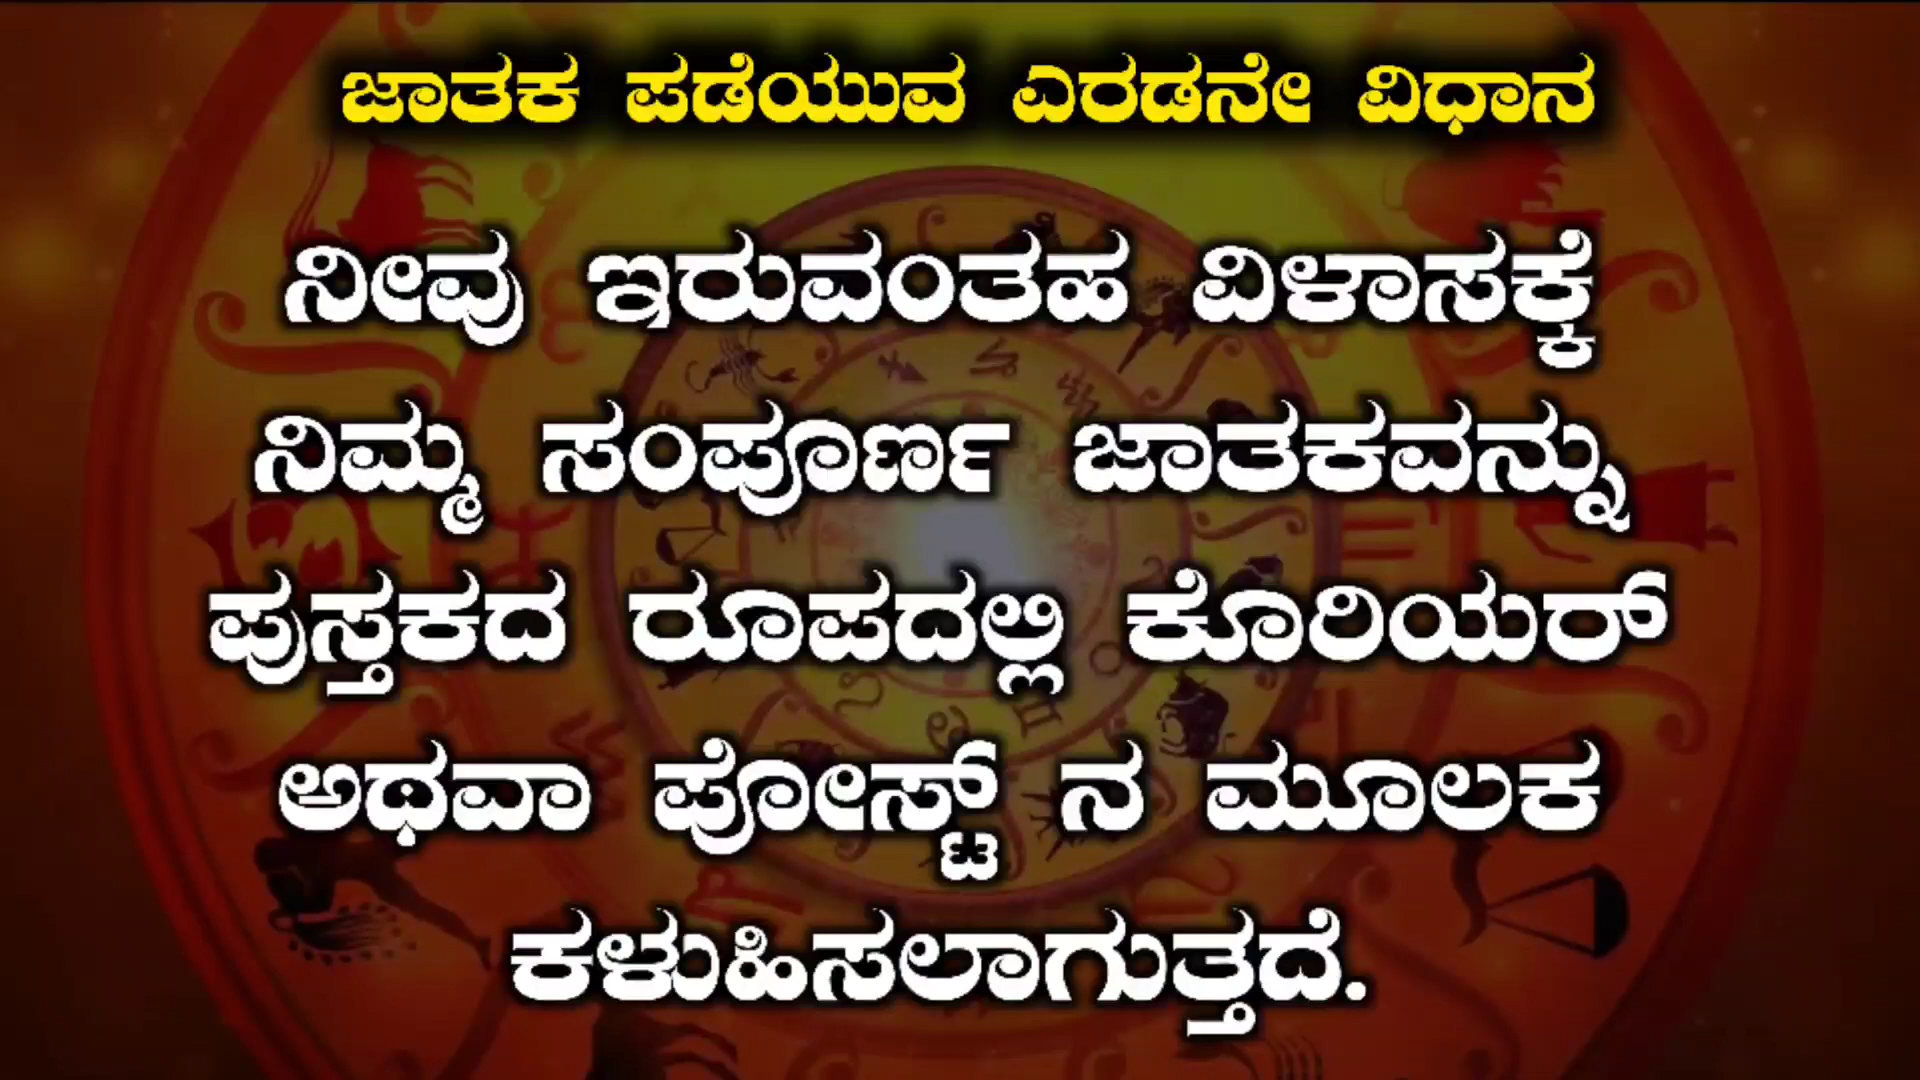 ಜಾತಕ ಪಡೆಯುವ ಎರಡನೇ ವಿಧಾನ
ನೀವು ಇರುವಂತಹ ವಿಳಾಸಕ್ಕೆ
ನಿಮ್ಮ ಸಂಪೂರ್ಣ ಜಾತಕವನ್ನು
ಪುಸ್ತಕದ ರೂಪದಲ್ಲಿ ಕೊರಿಯರ್
ಅಥವಾ ಪೋಸ್ಟ್ ನ ಮೂಲಕ
ಕಳುಹಿಸಲಾಗುತ್ತದೆ.